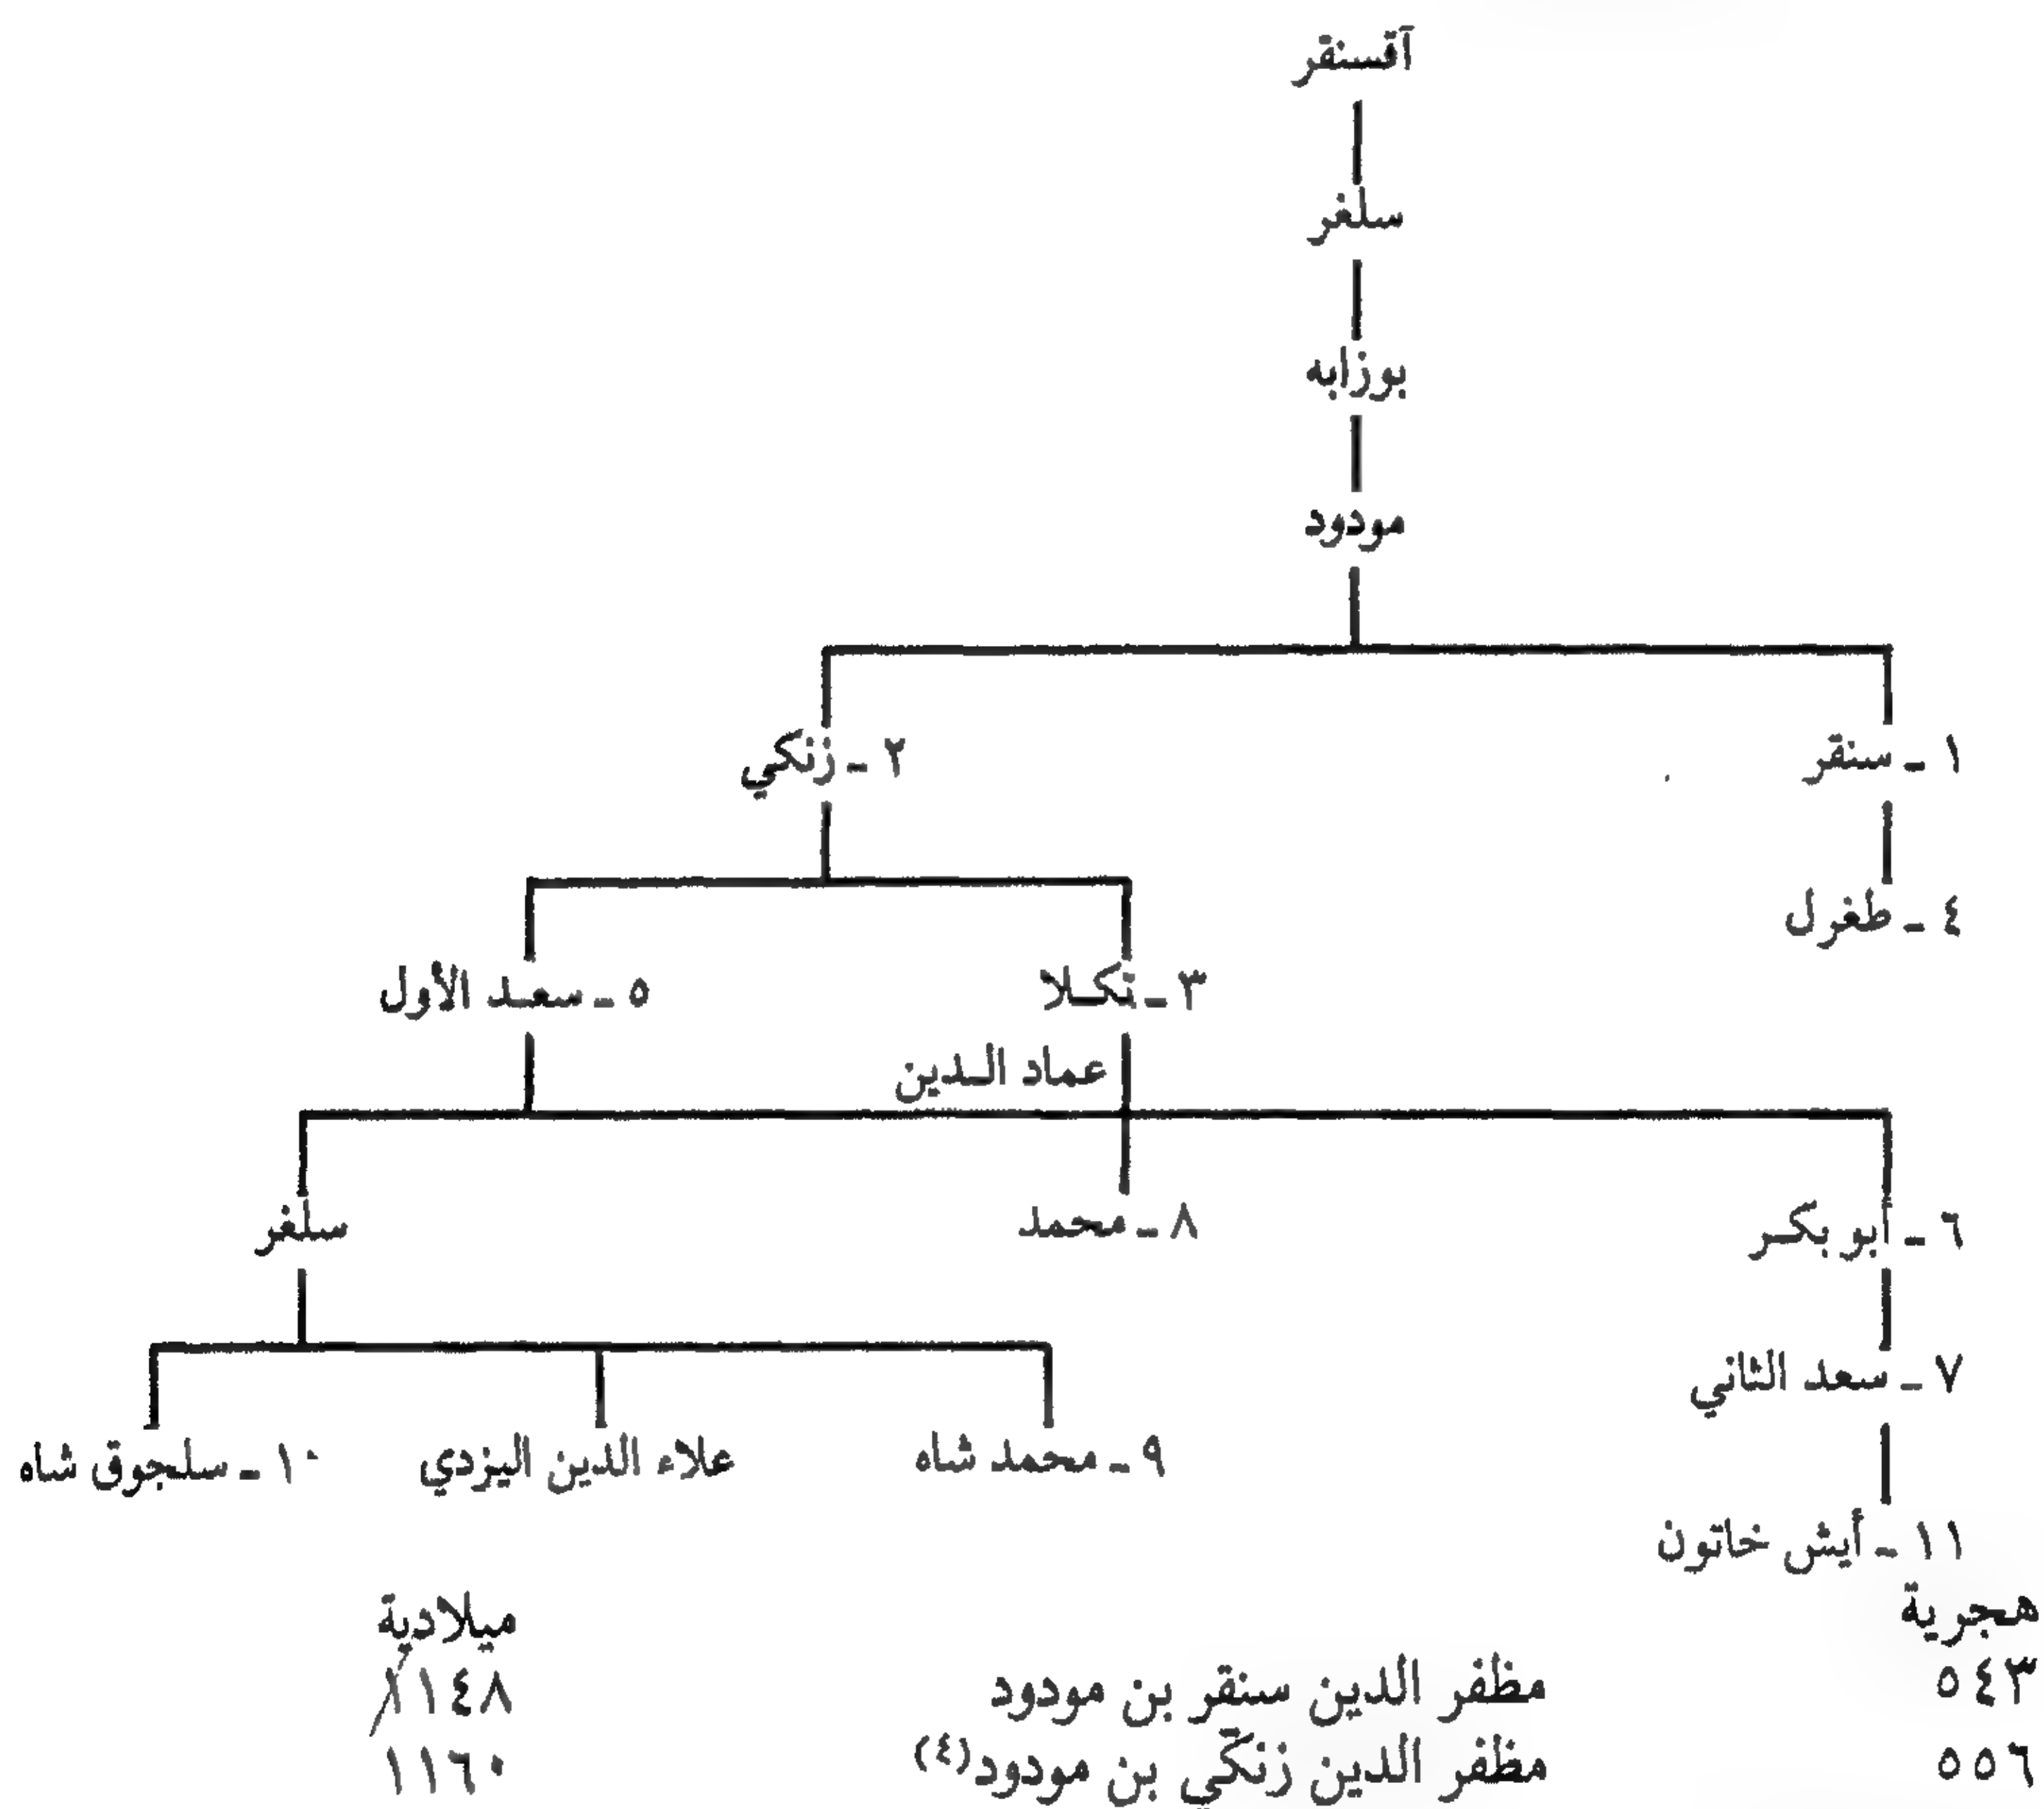 آقسنقر
سلغر
بوزابه
مودود
١ - سنقر ٢ - زنكي
٤ - طغرل
٣ - تكلا ٥ - سعد الأول
عماد الدين
٦ - أبو بكر ٨ - محمد سلغر
٧ - سعد الثاني
٩ - محمد شاه علاء الدين اليزدي ١٠ - سلجوق شاه
١١ - أيش خاتون
هجرية ميلادية
٥٤٣ مظفر الدين سنقر بن مودود ١١٤٨
٥٥٦ مظفر الدين زنكّي بن مودود(٤) ١١٦٠